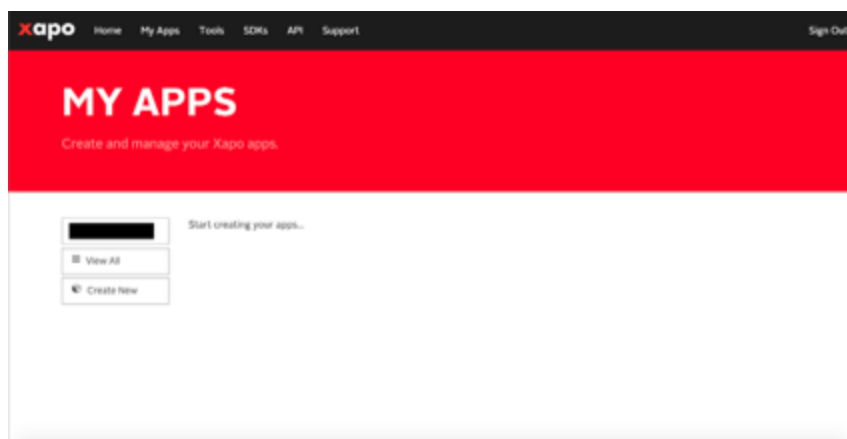 xapo Home My Apps Tools SDKs API Support Sign Out
MY APPS
Create and manage your Xapo apps.
Start creating your apps...
View All
Create New